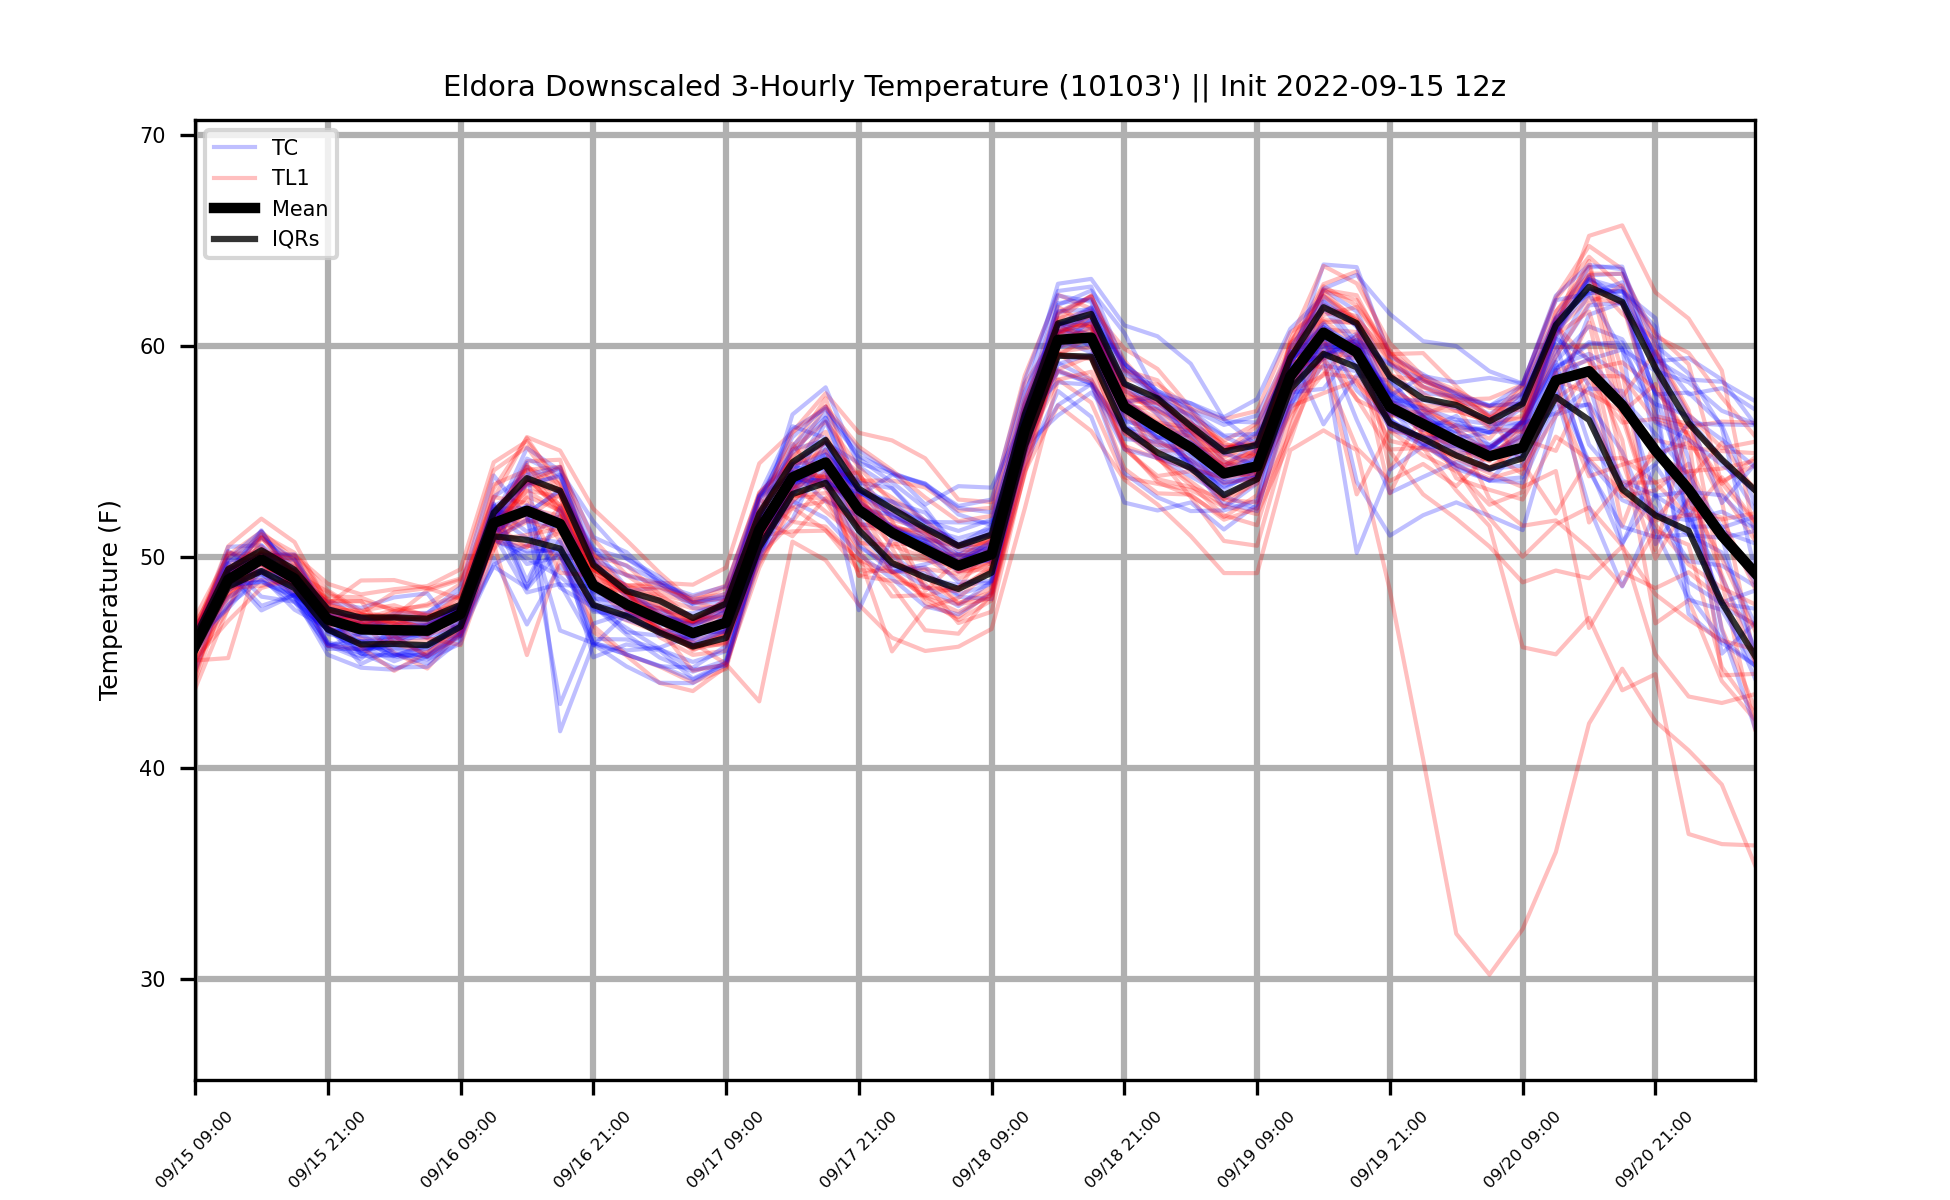 Eldora Downscaled 3-Hourly Temperature (10103') || Init 2022-09-15 12z
TC
TL1
Mean
IQRs
Temperature (F)
70
60
50
40
30
09/15 09:00
09/15 21:00
09/16 09:00
09/16 21:00
09/17 09:00
09/17 21:00
09/18 09:00
09/18 21:00
09/19 09:00
09/19 21:00
09/20 09:00
09/20 21:00